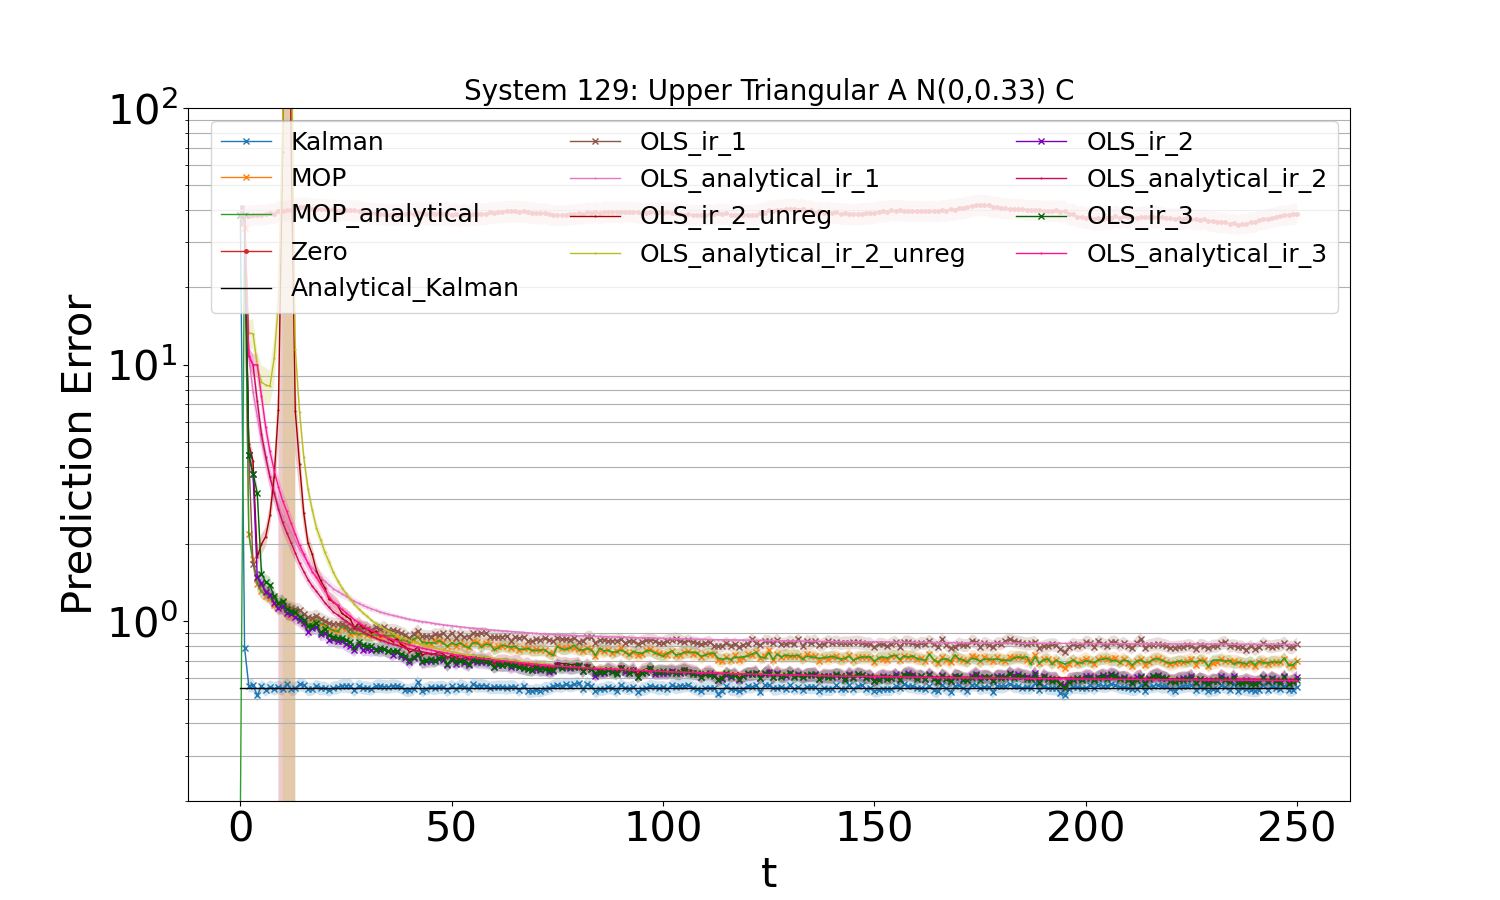 System 129: Upper Triangular A N(0,0.33) C
Prediction Error
10^2
10^1
10^0
Kalman
MOP
MOP_analytical
Zero
Analytical_Kalman
OLS_ir_1
OLS_analytical_ir_1
OLS_ir_2_unreg
OLS_analytical_ir_2_unreg
OLS_ir_2
OLS_analytical_ir_2
OLS_ir_3
OLS_analytical_ir_3
0 50 100 150 200 250
t